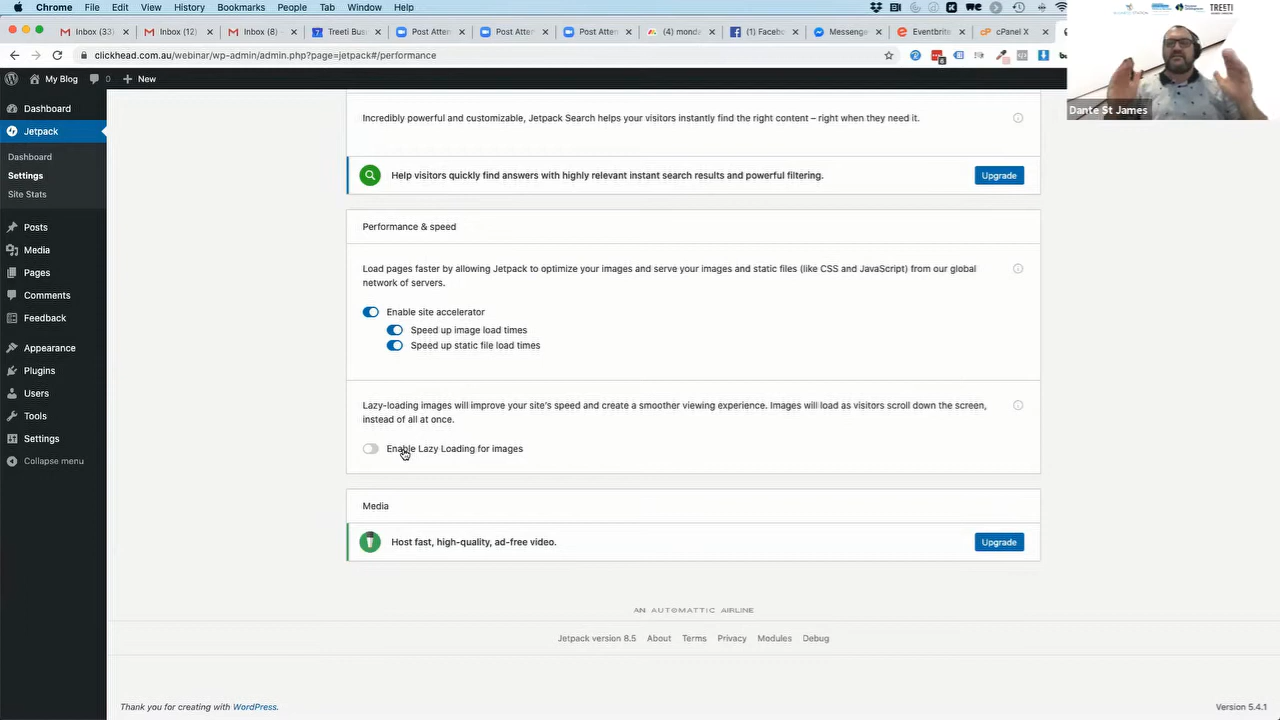 Chrome File Edit View History Bookmarks People Tab Window Help
Inbox (33) Inbox (12) Inbox (8) Treeti Busi Post Atten Post Atten Post Atten monda (1) Faceb Messenge Eventbrite cPanel X
clickhead.com.au/webinar/wp-admin/admin.php?page=jetpack#/performance
TREETI
Dante St James
My Blog 0 New
Dashboard
Jetpack
Dashboard
Settings
Site Stats
Posts
Media
Pages
Comments
Feedback
Appearance
Plugins
Users
Tools
Settings
Collapse menu
Incredibly powerful and customizable, Jetpack Search helps your visitors instantly find the right content – right when they need it.
Help visitors quickly find answers with highly relevant instant search results and powerful filtering.
Upgrade
Performance & speed
Load pages faster by allowing Jetpack to optimize your images and serve your images and static files (like CSS and JavaScript) from our global
network of servers.
Enable site accelerator
Speed up image load times
Speed up static file load times
Lazy-loading images will improve your site's speed and create a smoother viewing experience. Images will load as visitors scroll down the screen,
instead of all at once.
Enable Lazy Loading for images
Media
Host fast, high-quality, ad-free video.
Upgrade
AN AUTOMATTIC AIRLINE
Jetpack version 8.5 About Terms Privacy Modules Debug
Thank you for creating with WordPress.
Version 5.4.1